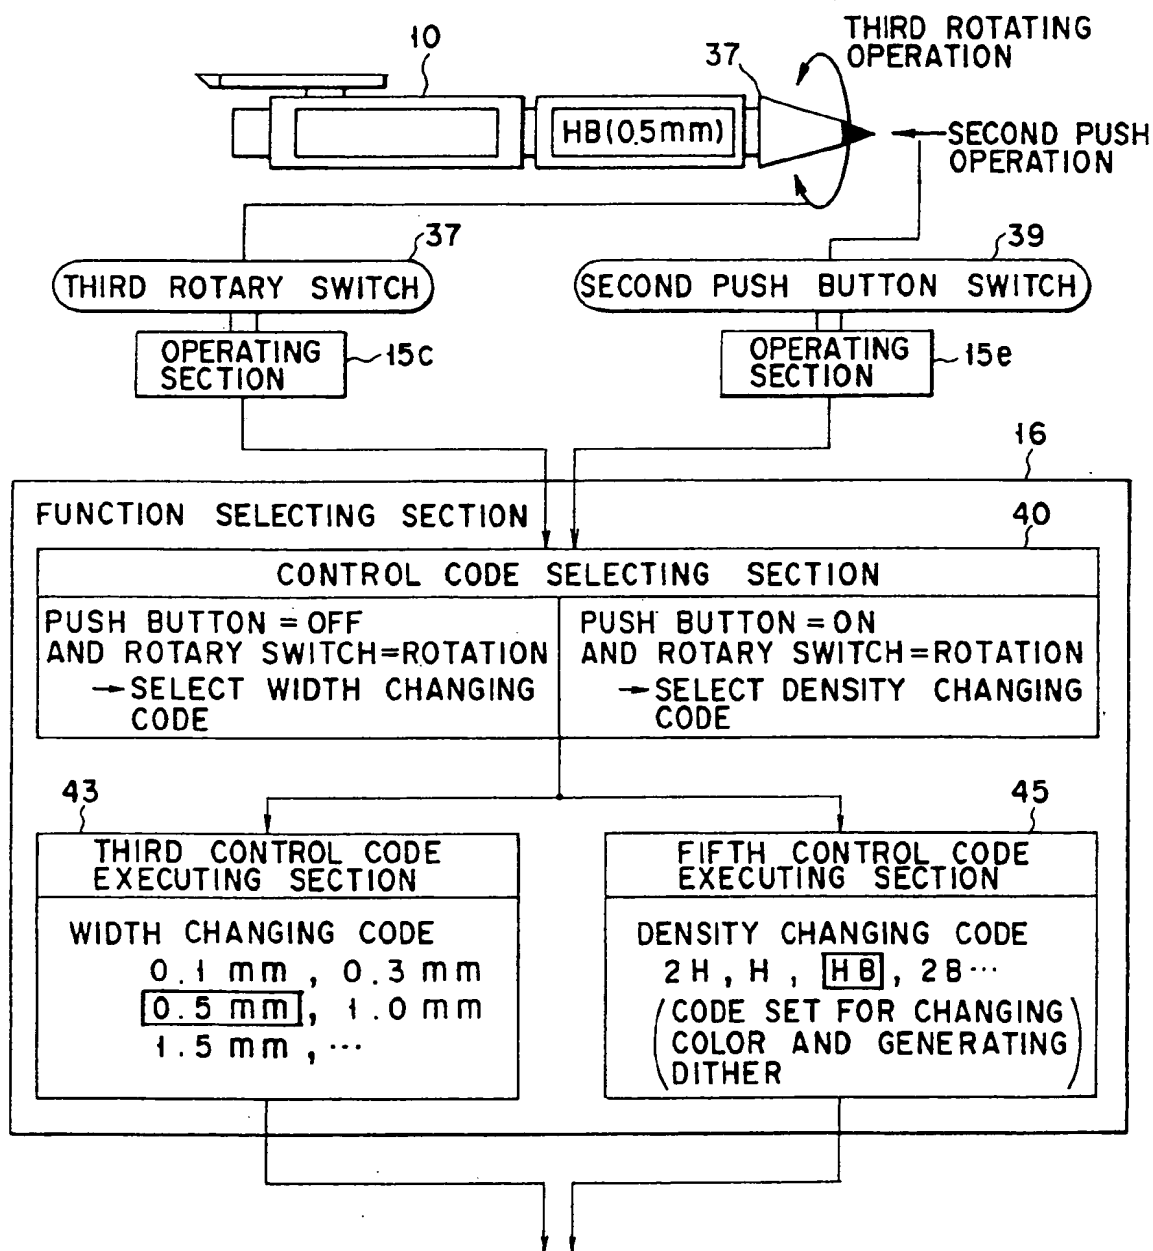 THIRD ROTATING
OPERATION
10
37
HB(0.5mm)
SECOND PUSH
OPERATION
37
39
THIRD ROTARY SWITCH
SECOND PUSH BUTTON SWITCH
OPERATING
SECTION
15c
OPERATING
SECTION
15e
16
FUNCTION SELECTING SECTION
40
CONTROL CODE SELECTING SECTION
PUSH BUTTON = OFF
AND ROTARY SWITCH=ROTATION
→ SELECT WIDTH CHANGING
CODE
PUSH BUTTON = ON
AND ROTARY SWITCH=ROTATION
→ SELECT DENSITY CHANGING
CODE
43
THIRD CONTROL CODE
EXECUTING SECTION
WIDTH CHANGING CODE
0.1 mm , 0.3 mm
0.5 mm , 1.0 mm
1.5 mm , ···
45
FIFTH CONTROL CODE
EXECUTING SECTION
DENSITY CHANGING CODE
2H , H , HB , 2B···
(CODE SET FOR CHANGING
COLOR AND GENERATING
DITHER)